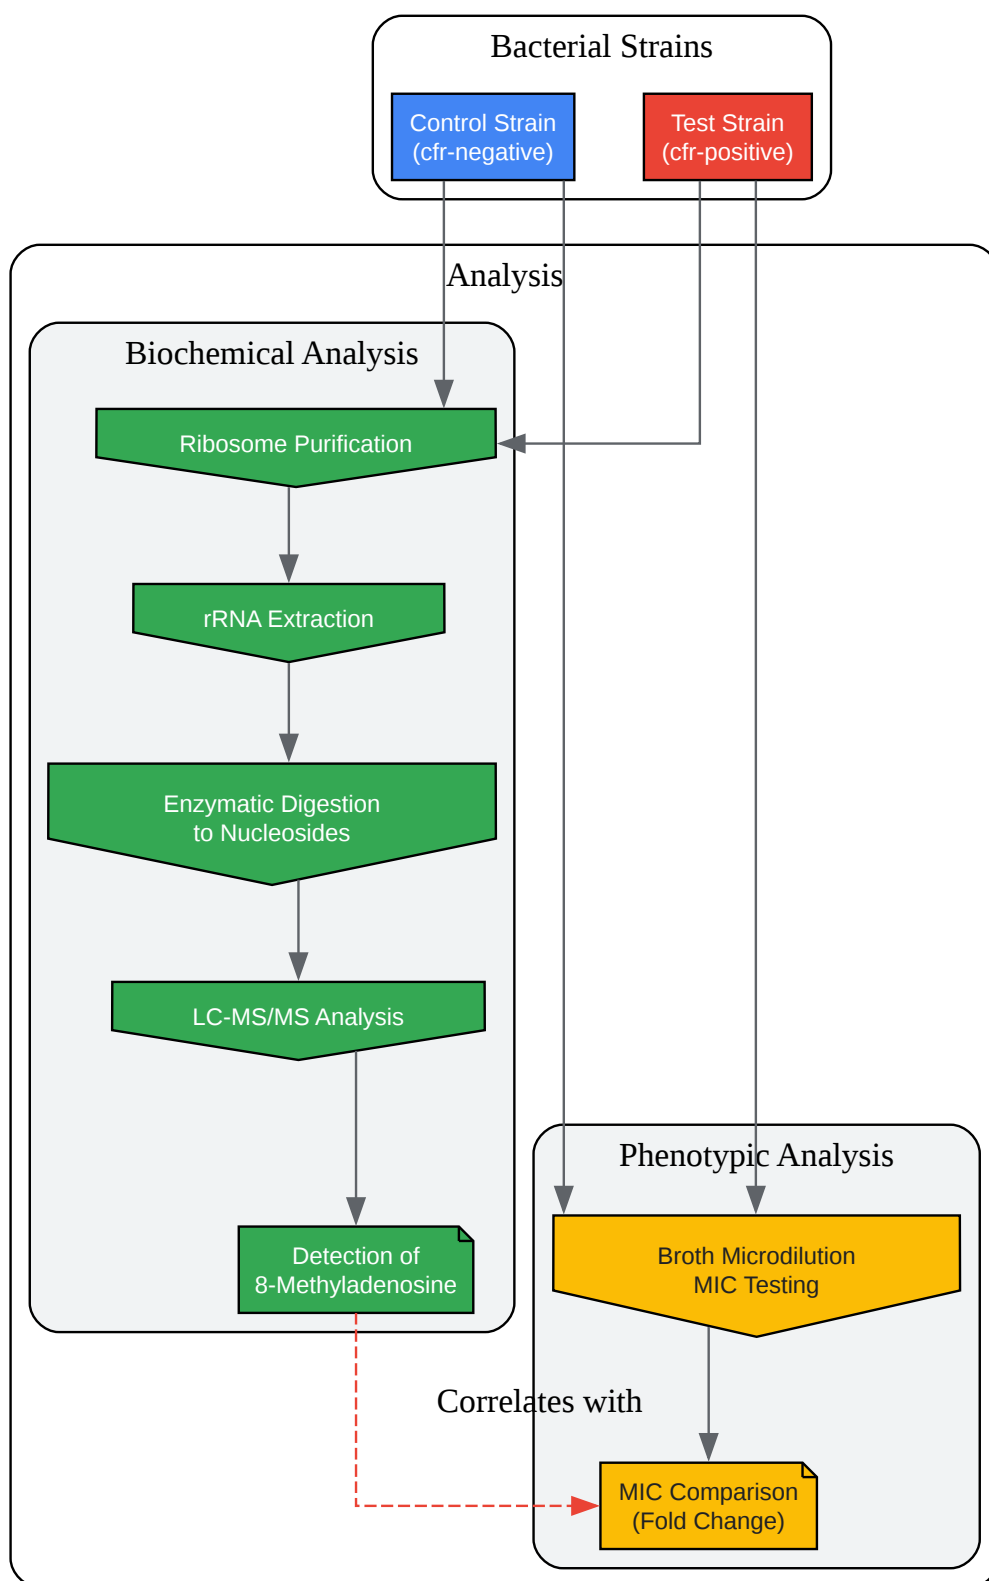 Bacterial Strains
Control Strain
(cfr-negative)
Test Strain
(cfr-positive)
Analysis
Biochemical Analysis
Ribosome Purification
rRNA Extraction
Enzymatic Digestion
to Nucleosides
LC-MS/MS Analysis
Detection of
8-Methyladenosine
Phenotypic Analysis
Broth Microdilution
MIC Testing
Correlates with
MIC Comparison
(Fold Change)